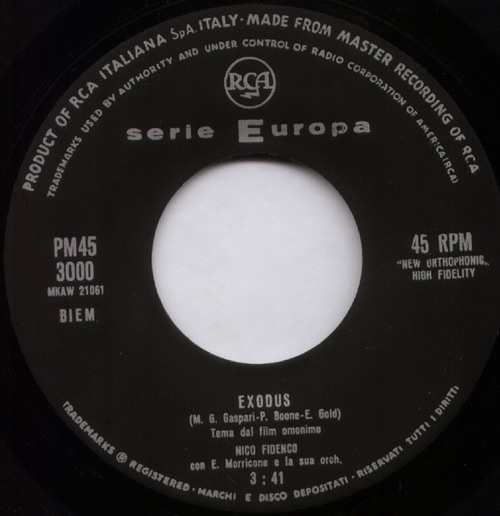 PRODUCT OF RCA ITALIANA SpA. ITALY · MADE FROM MASTER RECORDING OF RCA
TRADEMARKS USED BY AUTHORITY AND UNDER CONTROL OF RADIO CORPORATION OF AMERICA (RCA)
RCA
serie Europa
PM45
3000
MKAW 21061
BIEM
45 RPM
"NEW ORTHOPHONIC"
HIGH FIDELITY
EXODUS
(M. G. Gaspari-P. Boone-E. Gold)
Tema dal film omonimo
NICO FIDENCO
con E. Morricone e la sua orch.
3:41
TRADEMARKS ® REGISTERED · MARCHI E DISCO DEPOSITATI · RISERVATI TUTTI I DIRITTI